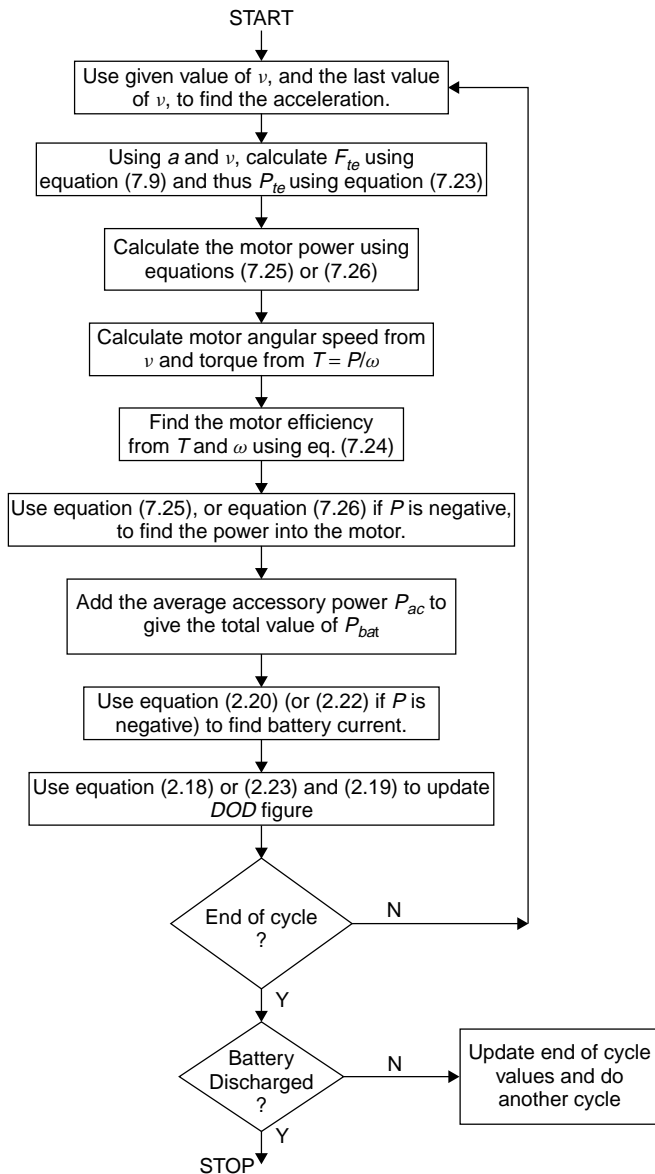 START
Use given value of ν, and the last value
of ν, to find the acceleration.
Using a and ν, calculate Fte using
equation (7.9) and thus Pte using equation (7.23)
Calculate the motor power using
equations (7.25) or (7.26)
Calculate motor angular speed from
ν and torque from T = P/ω
Find the motor efficiency
from T and ω using eq. (7.24)
Use equation (7.25), or equation (7.26) if P is negative,
to find the power into the motor.
Add the average accessory power Pac to
give the total value of Pbat
Use equation (2.20) (or (2.22) if P is
negative) to find battery current.
Use equation (2.18) or (2.23) and (2.19) to update
DOD figure
End of cycle
?
N
Y
Battery
Discharged
?
N
Update end of cycle
values and do
another cycle
Y
STOP